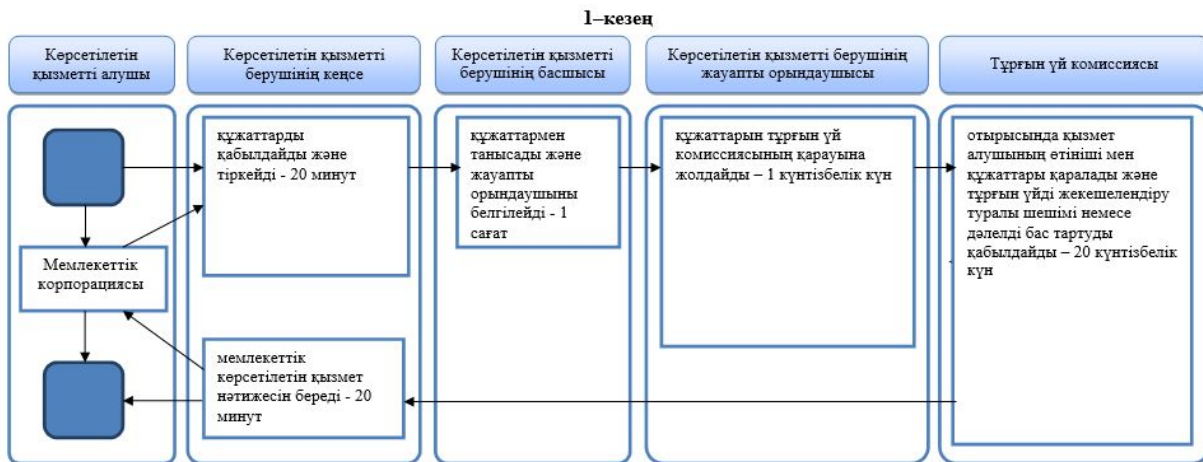 1–кезең
Көрсетілетін
қызметті алушы
Көрсетілетін қызметті
берушінің кеңсе
Көрсетілетін қызметті
берушінің басшысы
Көрсетілетін қызметті берушінің
жауапты орындаушысы
Тұрғын үй комиссиясы
құжаттарды
қабылдайды және
тіркейді - 20 минут
құжаттармен
танысады және
жауапты
орындаушыны
белгілейді - 1
сағат
құжаттарын тұрғын үй
комиссиясының қарауына
жолдайды – 1 күнтізбелік күн
отырысында қызмет
алушының өтініші мен
құжаттары қаралады және
тұрғын үйді жекешелендіру
туралы шешімі немесе
дәлелді бас тартуды
қабылдайды – 20 күнтізбелік
күн
Мемлекеттік
корпорациясы
мемлекеттік
көрсетілетін қызмет
нәтижесін береді - 20
минут